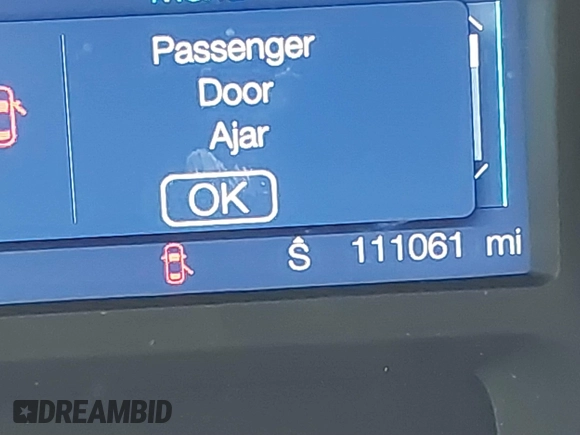 Passenger
Door
Ajar
OK
S 111061 mi
DREAMBID